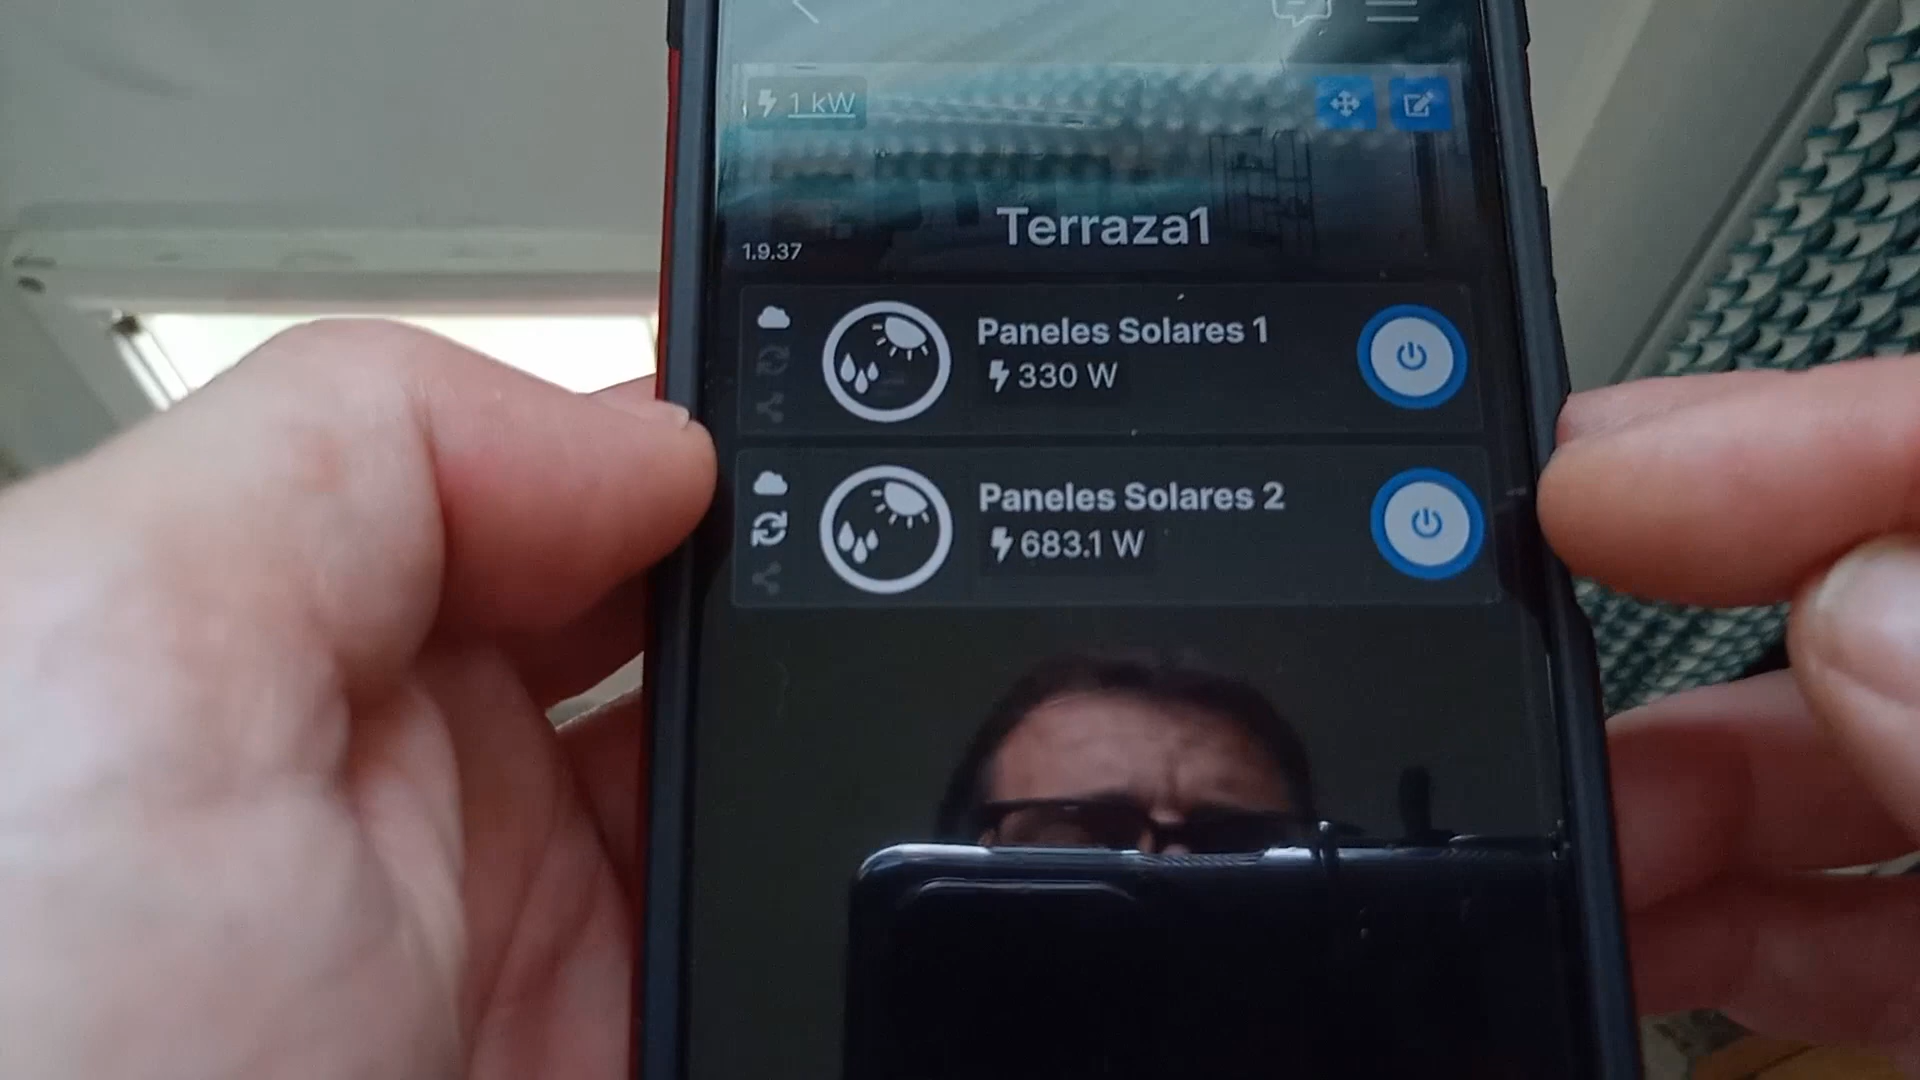 1 kW
Terraza1
1.9.37
Paneles Solares 1
330 W
Paneles Solares 2
683.1 W